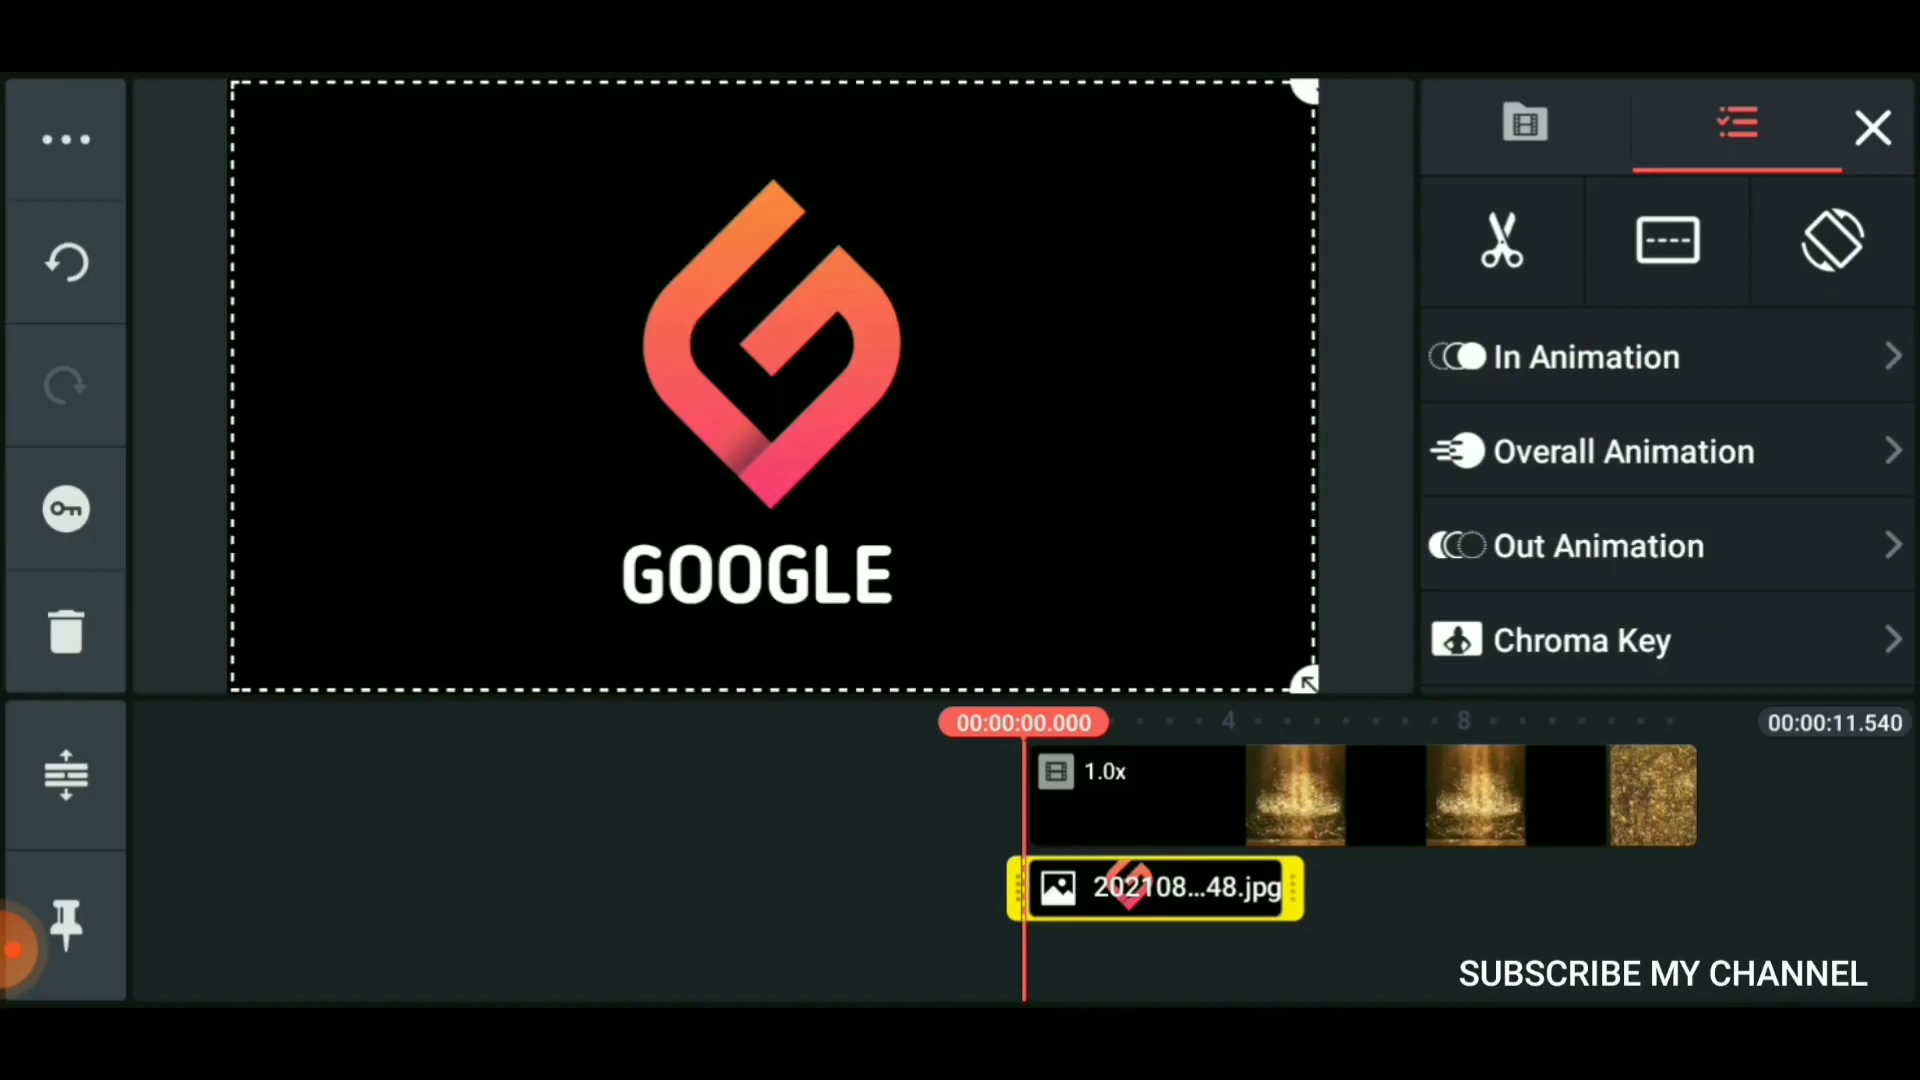 In Animation
Overall Animation
Out Animation
Chroma Key
GOOGLE
00:00:00.000
4
8
00:00:11.540
1.0x
202108...48.jpg
SUBSCRIBE MY CHANNEL